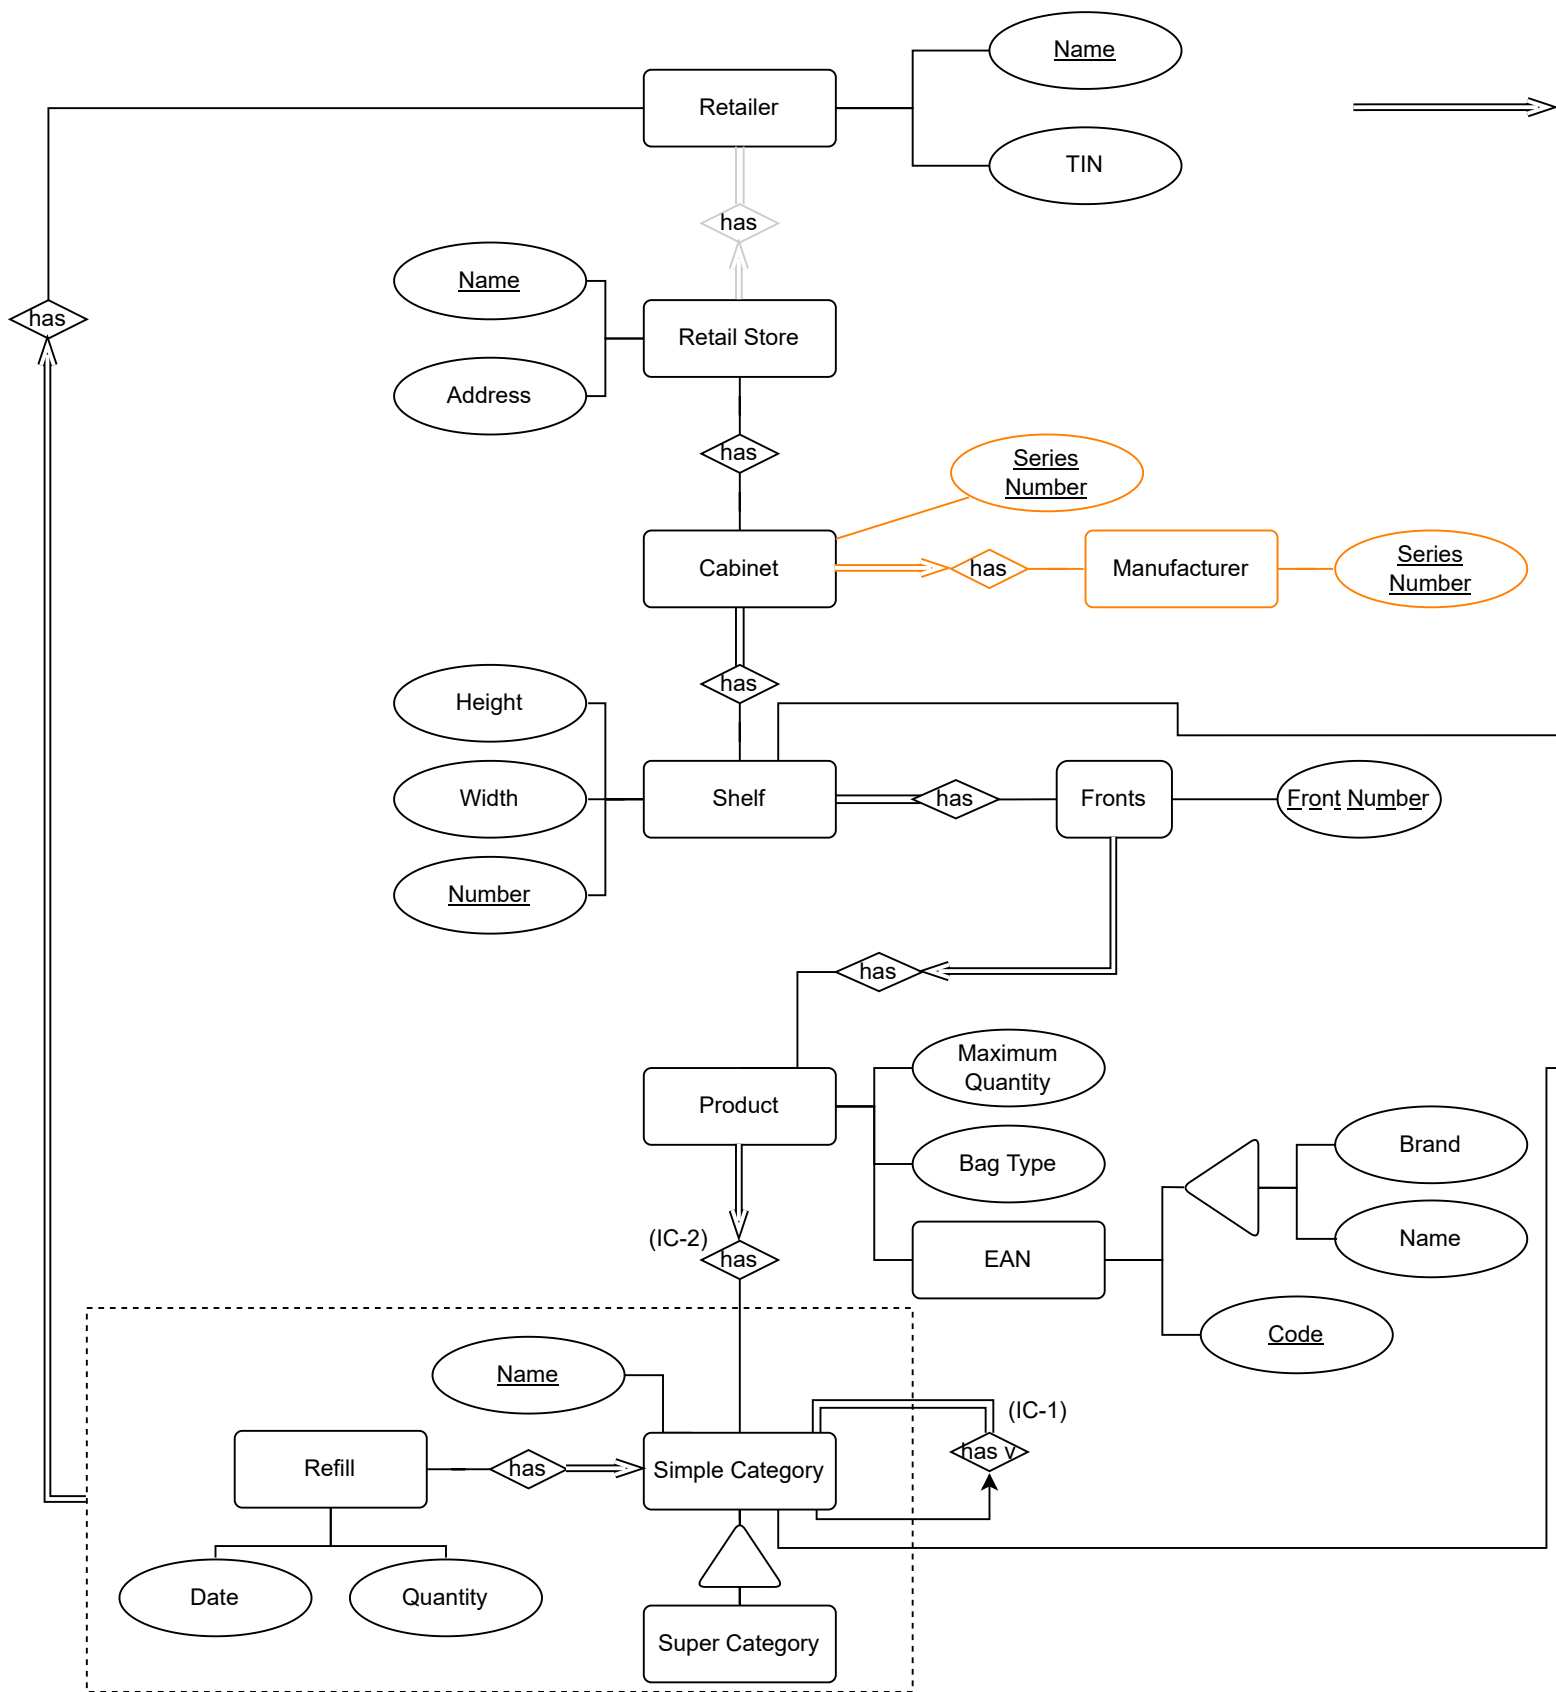 Name
Retailer
TIN
has
Name
has
Retail Store
Address
has
Series
Number
Cabinet
has
Manufacturer
Series
Number
has
Height
Width
Shelf
has
Fronts
Front Number
Number
has
Maximum
Quantity
Product
Bag Type
Brand
(IC-2)
has
EAN
Name
Code
Name
(IC-1)
has v
Refill
has
Simple Category
Date
Quantity
Super Category